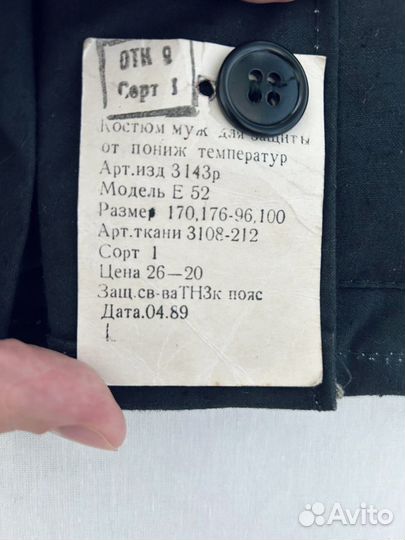 ОТК 9
Сорт 1
Костюм муж для защиты
от пониж температур
Арт.изд 3143р
Модель Е 52
Размер 170,176-96,100
Арт.ткани 3108-212
Сорт 1
Цена 26—20
Защ.св-ваТН3к пояс
Дата.04.89
Avito